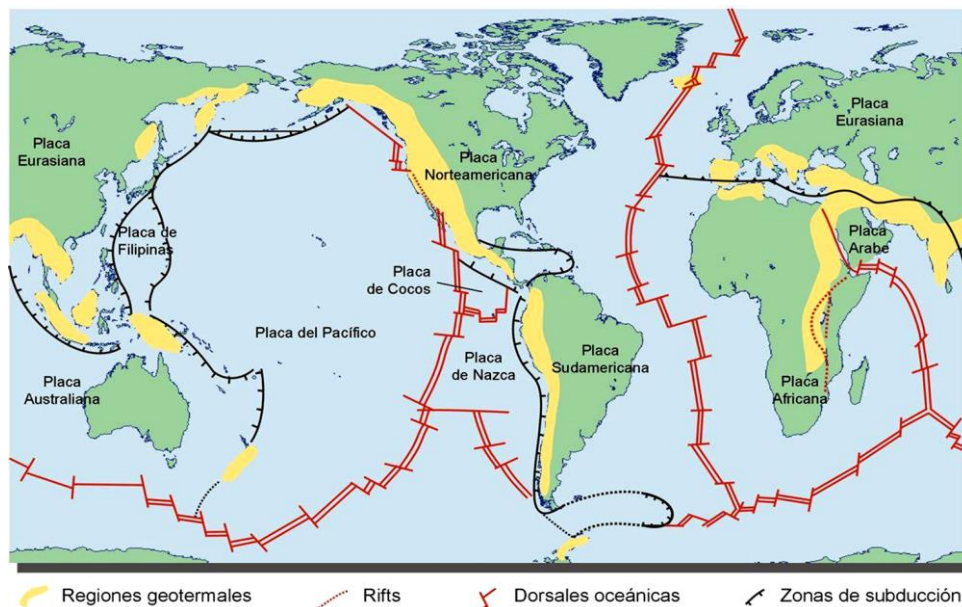 Placa
Eurasiana
Placa
Norteamericana
Placa
Eurasiana
Placa de
Filipinas
Placa
Arabe
Placa
de Cocos
Placa del Pacífico
Placa
de Nazca
Placa
Sudamericana
Placa
Australiana
Placa
Africana
Regiones geotermales
Rifts
Dorsales oceánicas
Zonas de subducción